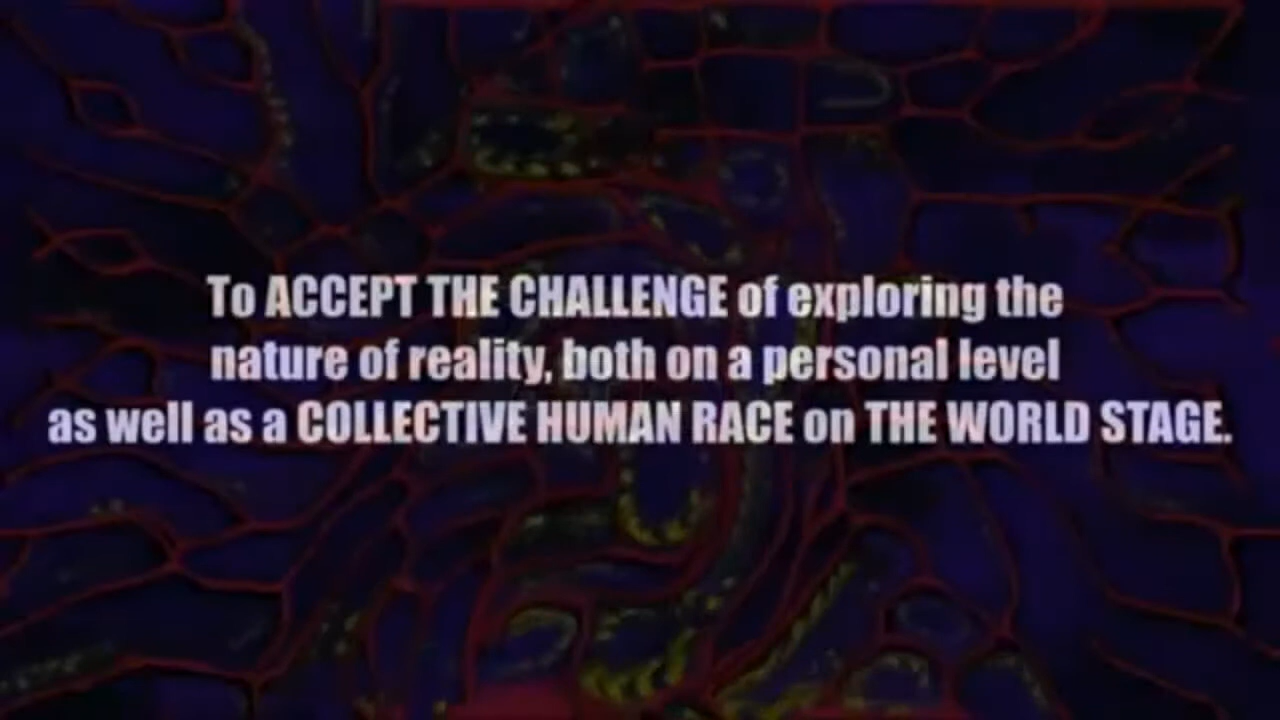 To ACCEPT THE CHALLENGE of exploring the
nature of reality, both on a personal level
as well as a COLLECTIVE HUMAN RACE on THE WORLD STAGE.